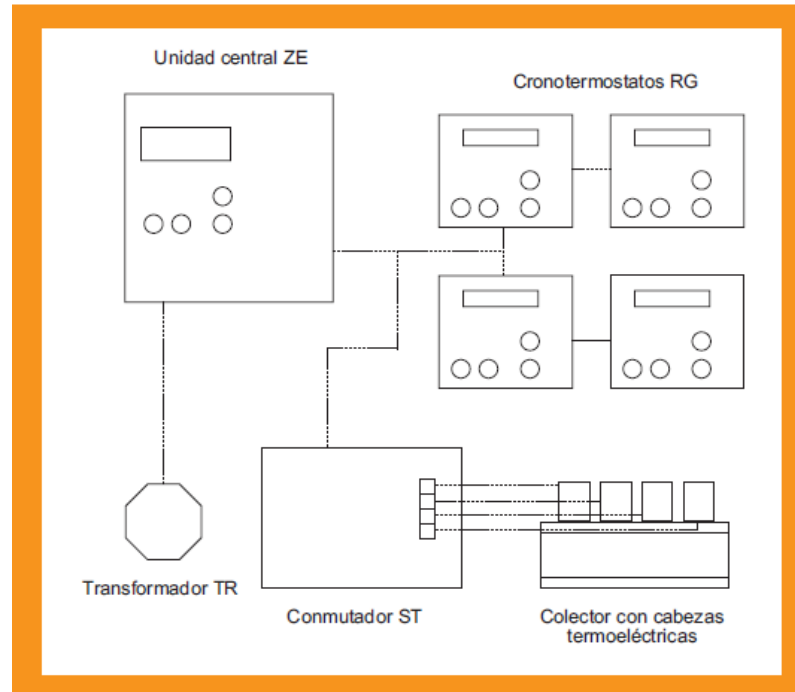 Unidad central ZE
Cronotermostatos RG
Transformador TR
Conmutador ST
Colector con cabezas
termoeléctricas